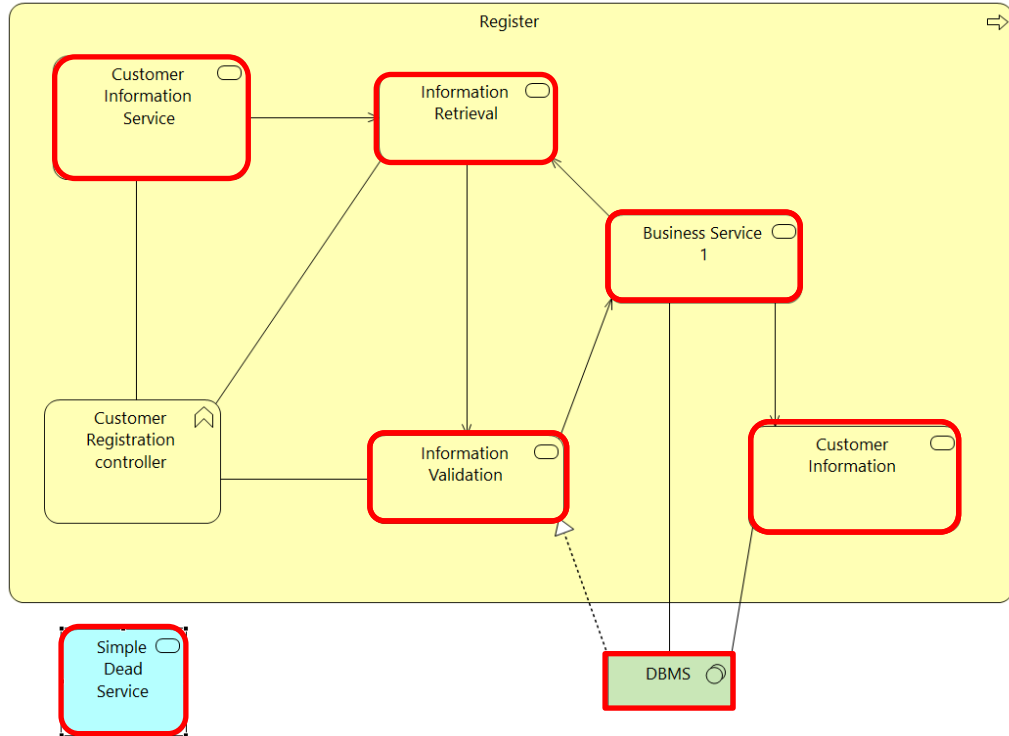 Register
Customer
Information
Service
Information
Retrieval
Business Service
1
Customer
Registration
controller
Information
Validation
Customer
Information
Simple
Dead
Service
DBMS